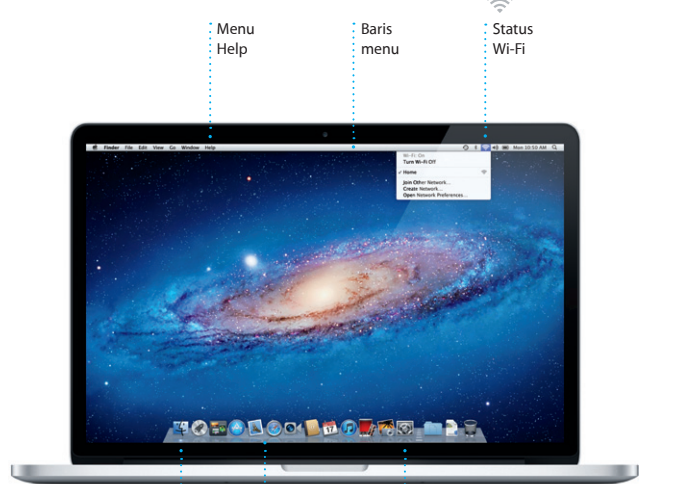 Menu
Help
Baris
menu
Status
Wi-Fi
Finder File Edit View Go Window Help
Mon 10:50 AM
Wi-Fi: On
Turn Wi-Fi Off
✓ Home
Join Other Network...
Create Network...
Open Network Preferences...
17